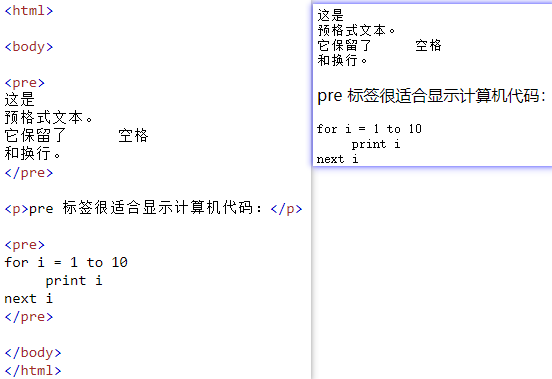 <html>
<body>
<pre>
这是
预格式文本。
它保留了      空格
和换行。
</pre>
<p>pre 标签很适合显示计算机代码：</p>
<pre>
for i = 1 to 10
     print i
next i
</pre>
</body>
</html>
这是
预格式文本。
它保留了      空格
和换行。
pre 标签很适合显示计算机代码：
for i = 1 to 10
     print i
next i